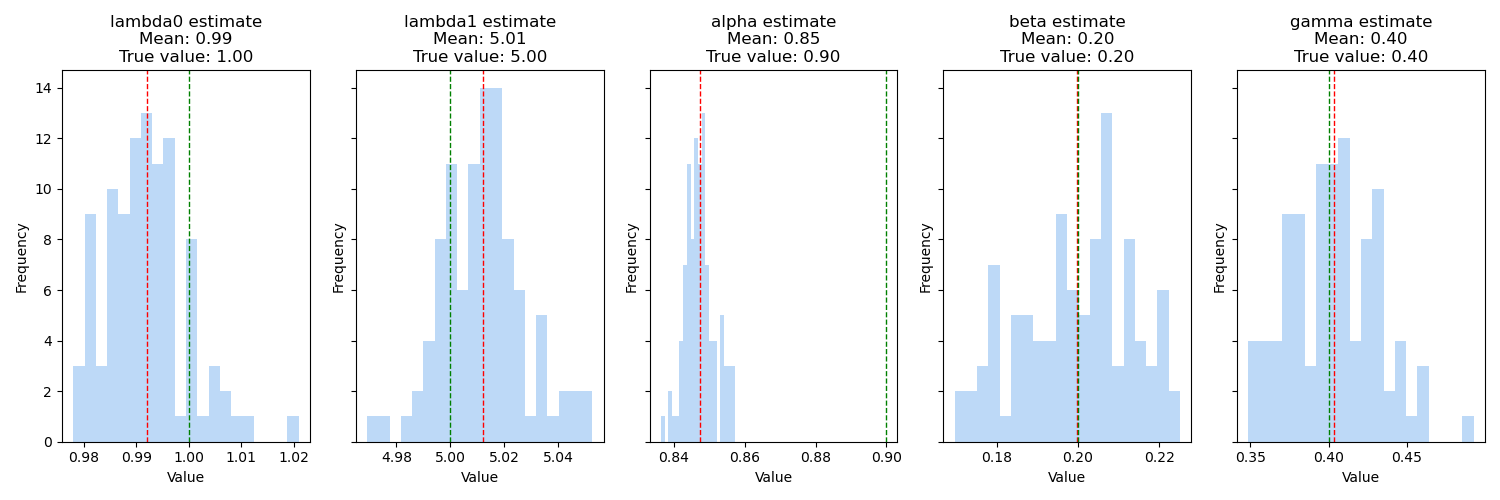 lambda0 estimate
Mean: 0.99
True value: 1.00
lambda1 estimate
Mean: 5.01
True value: 5.00
alpha estimate
Mean: 0.85
True value: 0.90
beta estimate
Mean: 0.20
True value: 0.20
gamma estimate
Mean: 0.40
True value: 0.40
14
12
10
8
6
4
2
0
Frequency
0.98 0.99 1.00 1.01 1.02
Value
Frequency
4.98 5.00 5.02 5.04
Value
Frequency
0.84 0.86 0.88 0.90
Value
Frequency
0.18 0.20 0.22
Value
Frequency
0.35 0.40 0.45
Value